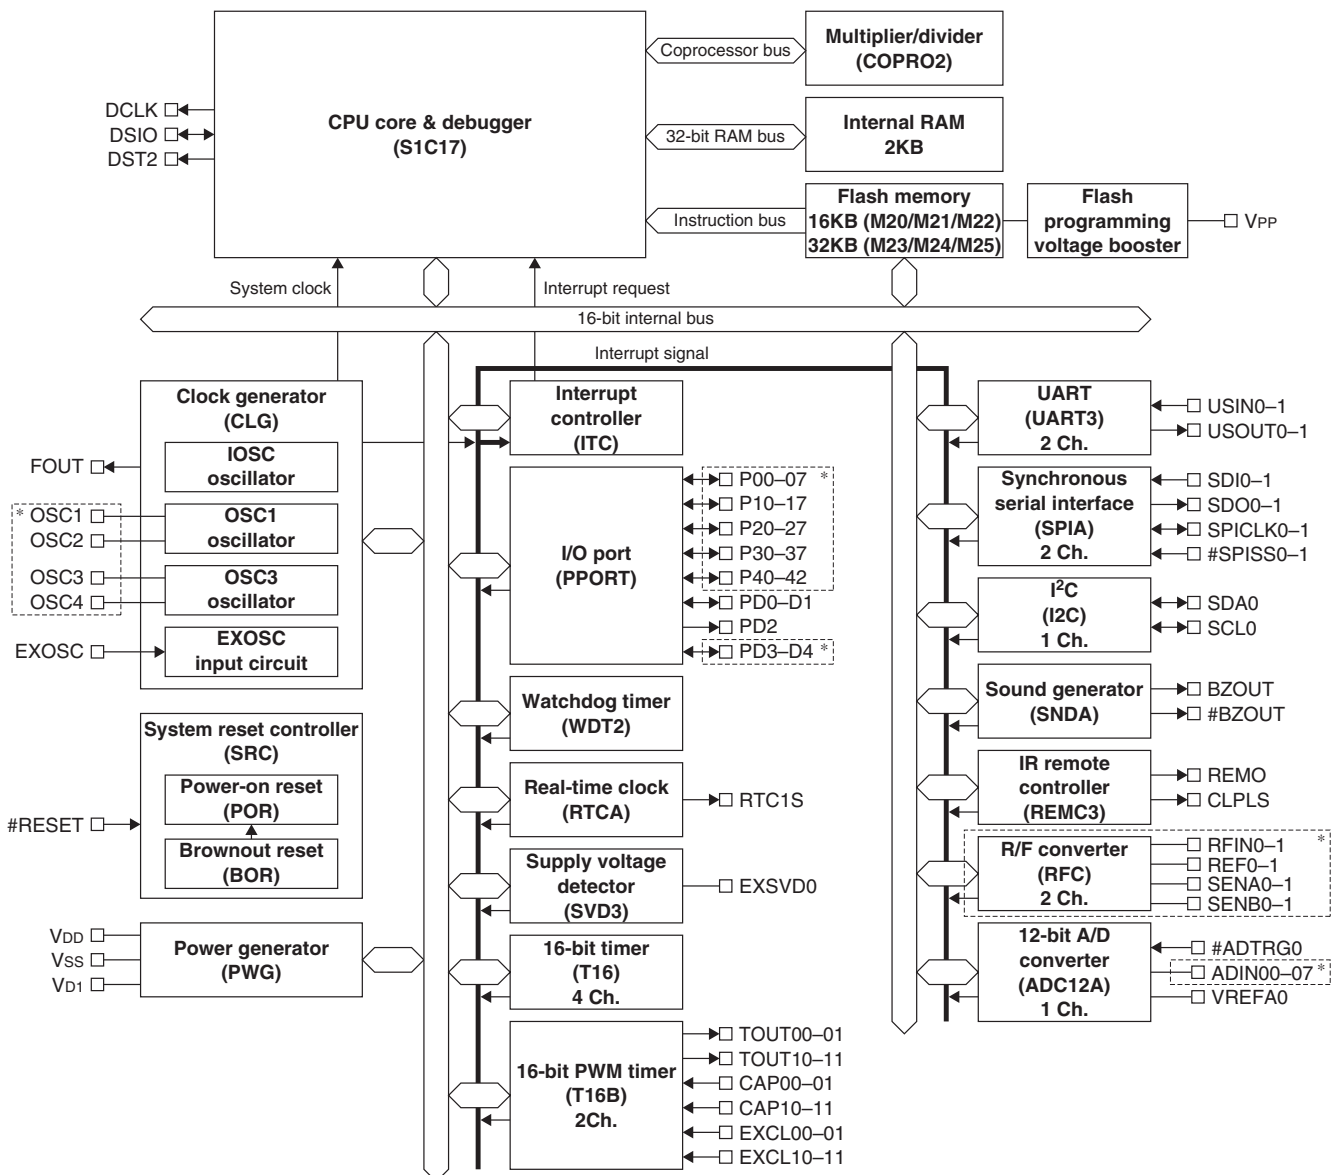 CPU core & debugger
(S1C17)
DCLK
DSIO
DST2
Coprocessor bus
Multiplier/divider
(COPRO2)
32-bit RAM bus
Internal RAM
2KB
Instruction bus
Flash memory
16KB (M20/M21/M22)
32KB (M23/M24/M25)
Flash
programming
voltage booster
VPP
System clock
Interrupt request
16-bit internal bus
Interrupt signal
Clock generator
(CLG)
IOSC
oscillator
OSC1
oscillator
OSC3
oscillator
EXOSC
input circuit
FOUT
* OSC1
OSC2
OSC3
OSC4
EXOSC
System reset controller
(SRC)
Power-on reset
(POR)
Brownout reset
(BOR)
#RESET
VDD
VSS
VD1
Power generator
(PWG)
Interrupt
controller
(ITC)
I/O port
(PPORT)
P00–07 *
P10–17
P20–27
P30–37
P40–42
PD0–D1
PD2
PD3–D4 *
Watchdog timer
(WDT2)
Real-time clock
(RTCA)
RTC1S
Supply voltage
detector
(SVD3)
EXSVD0
16-bit timer
(T16)
4 Ch.
16-bit PWM timer
(T16B)
2Ch.
TOUT00–01
TOUT10–11
CAP00–01
CAP10–11
EXCL00–01
EXCL10–11
UART
(UART3)
2 Ch.
USIN0–1
USOUT0–1
Synchronous
serial interface
(SPIA)
2 Ch.
SDI0–1
SDO0–1
SPICLK0–1
#SPISS0–1
I²C
(I2C)
1 Ch.
SDA0
SCL0
Sound generator
(SNDA)
BZOUT
#BZOUT
IR remote
controller
(REMC3)
REMO
CLPLS
R/F converter
(RFC)
2 Ch.
RFIN0–1 *
REF0–1
SENA0–1
SENB0–1
12-bit A/D
converter
(ADC12A)
1 Ch.
#ADTRG0
ADIN00–07 *
VREFA0